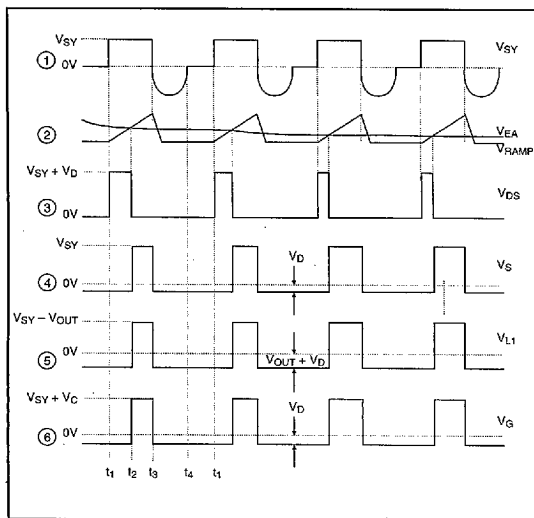 V_SY
① 0V
V_SY
② V_EA
V_RAMP
V_SY + V_D
③ 0V
V_DS
V_SY
④ 0V
V_D
V_S
V_SY – V_OUT
⑤ 0V
V_OUT + V_D
V_L1
V_SY + V_C
⑥ 0V
V_D
V_G
t_1 t_2 t_3 t_4 t_1